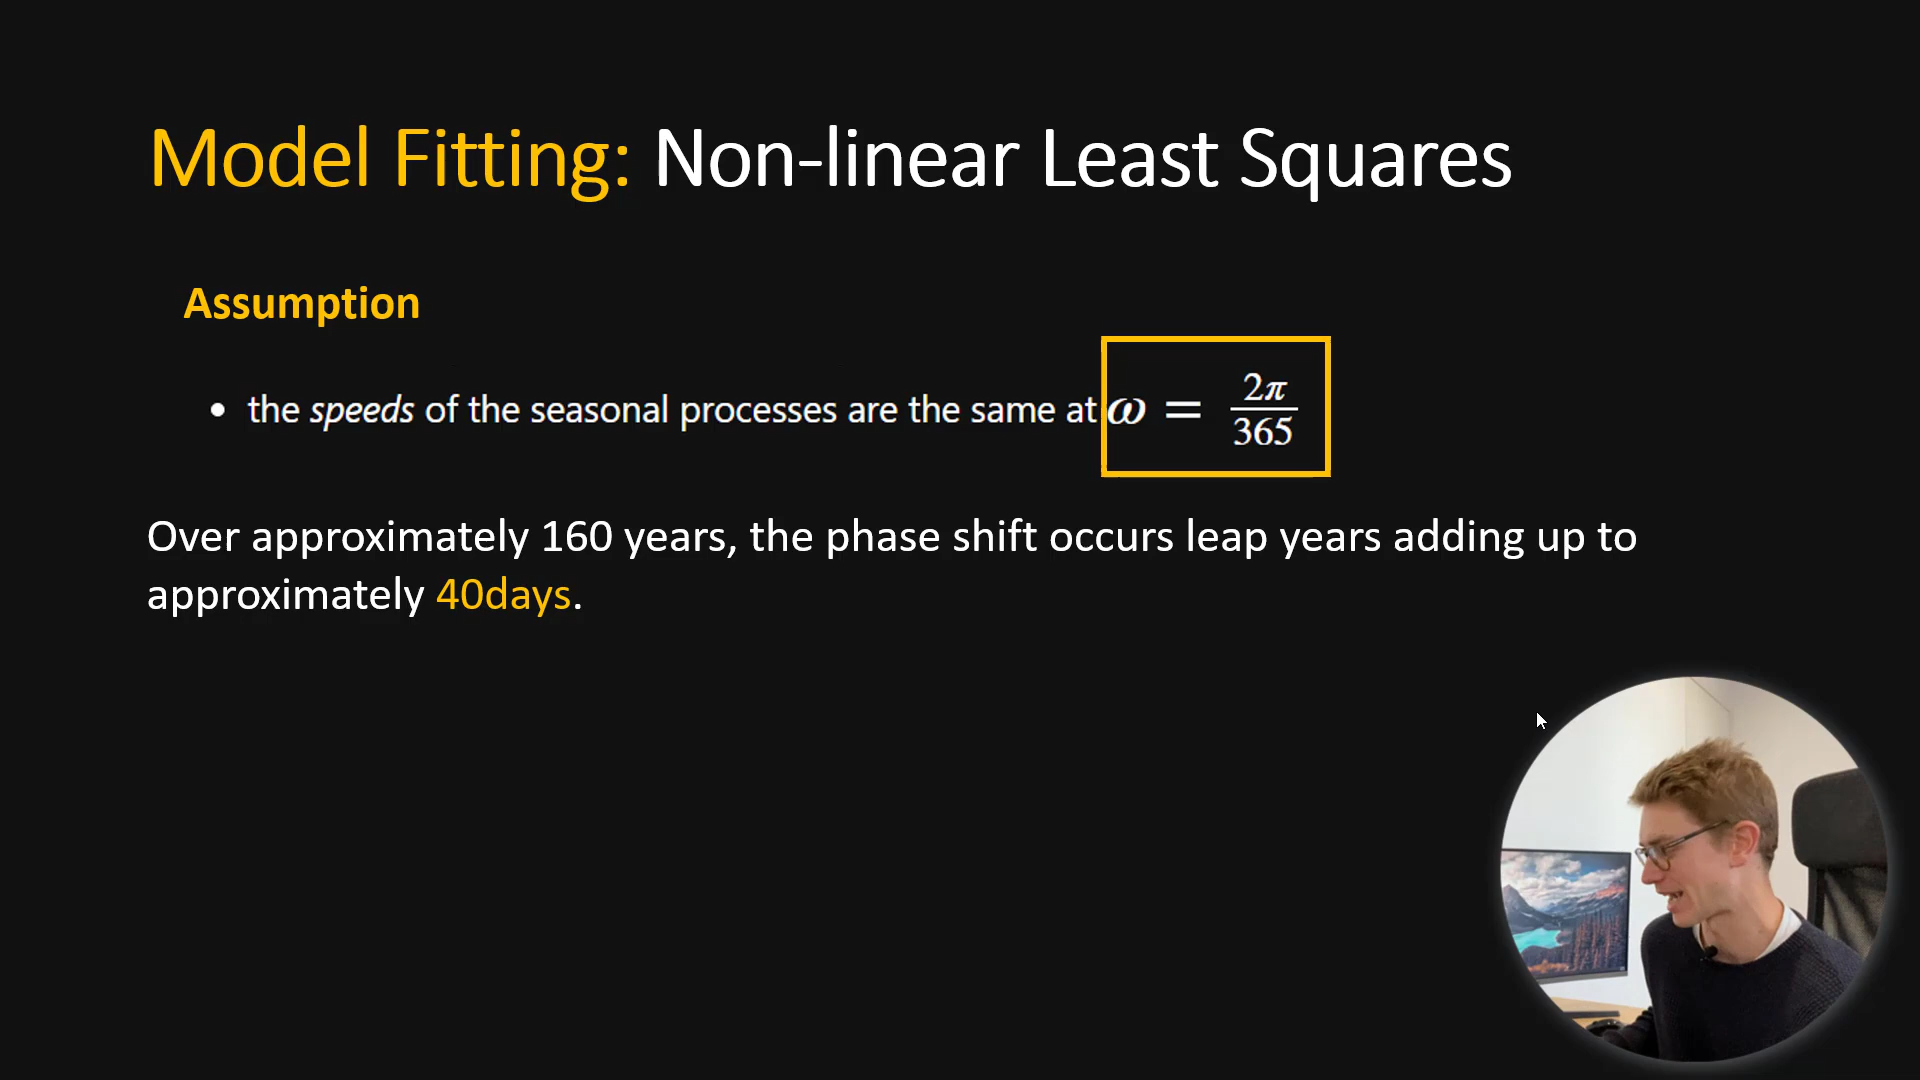 Model Fitting: Non-linear Least Squares
Assumption
• the speeds of the seasonal processes are the same at ω = 2π/365
Over approximately 160 years, the phase shift occurs leap years adding up to
approximately 40days.